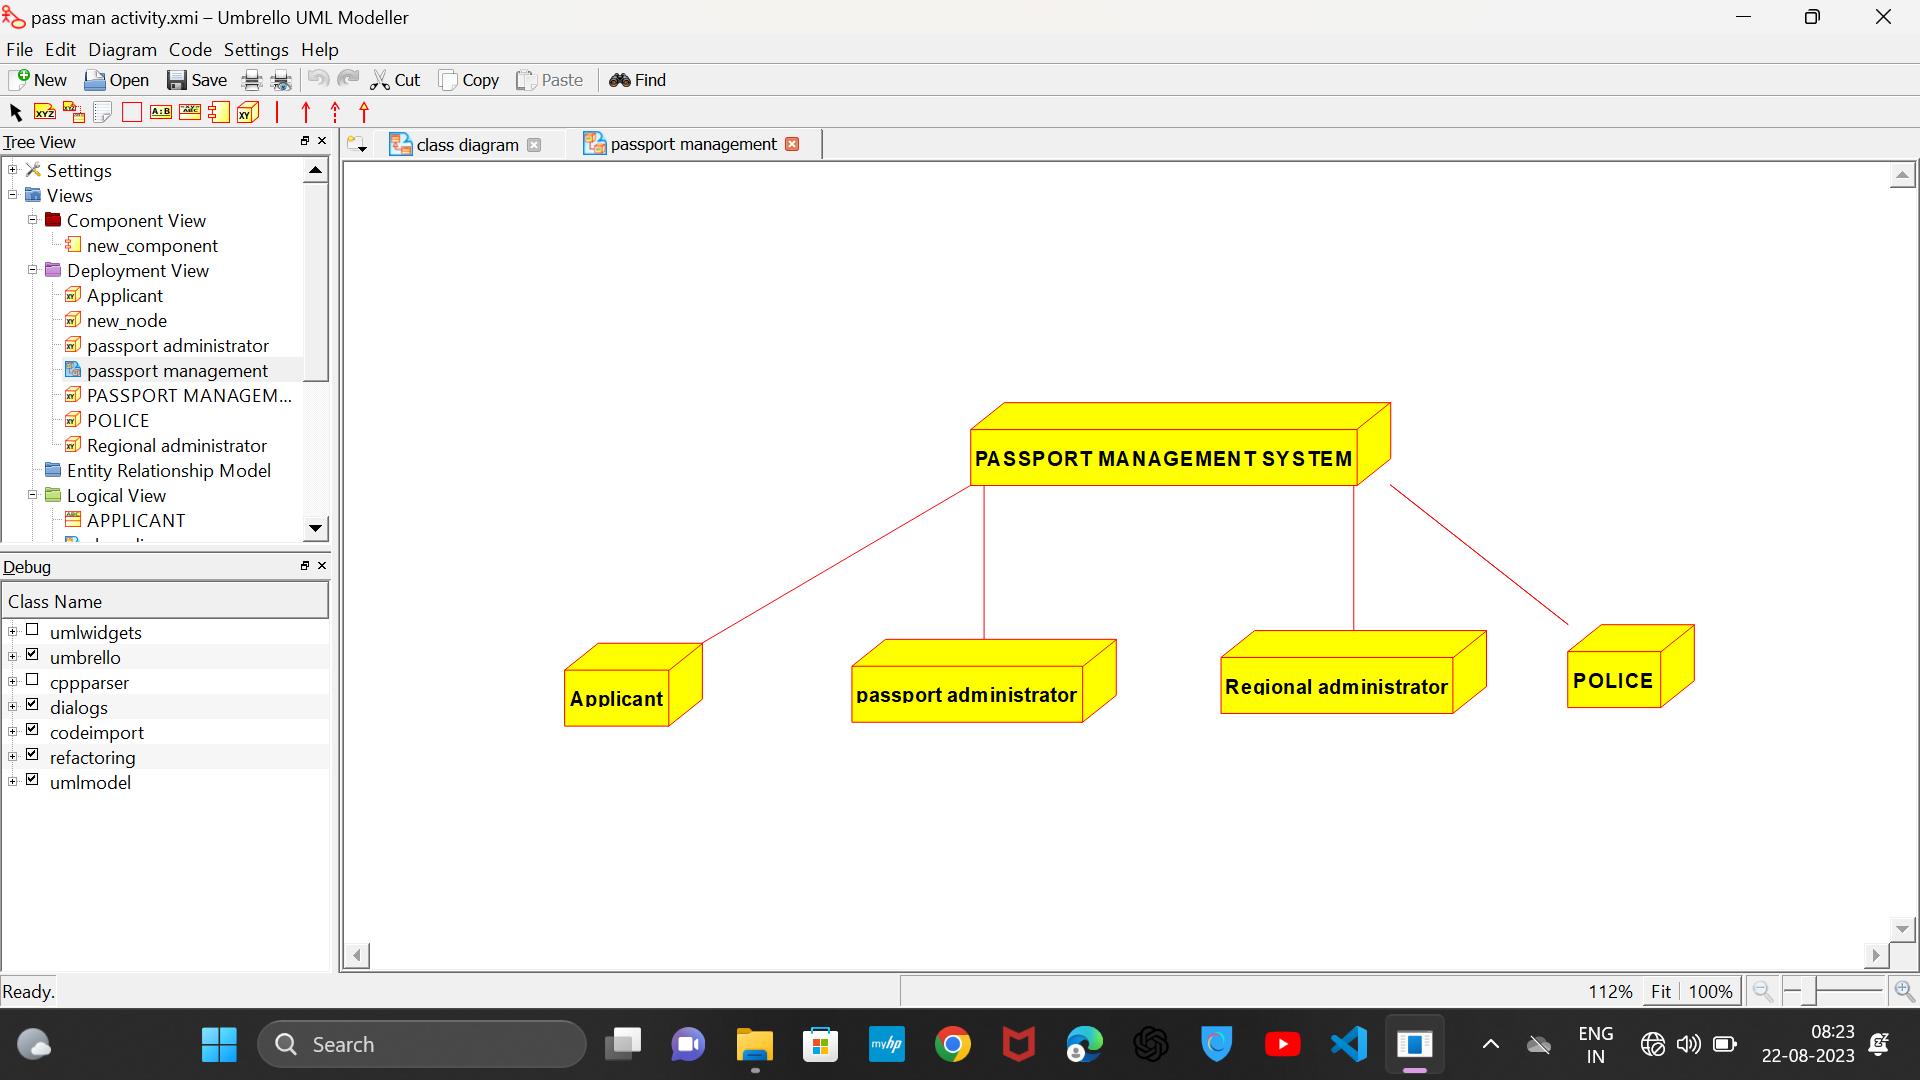 pass man activity.xmi – Umbrello UML Modeller
File Edit Diagram Code Settings Help
New Open Save Cut Copy Paste Find
Tree View
class diagram
passport management
Settings
Views
Component View
new_component
Deployment View
Applicant
new_node
passport administrator
passport management
PASSPORT MANAGEM...
POLICE
Regional administrator
Entity Relationship Model
Logical View
APPLICANT
PASSPORT MANAGEMENT SYSTEM
Applicant
passport administrator
Regional administrator
POLICE
Debug
Class Name
umlwidgets
umbrello
cppparser
dialogs
codeimport
refactoring
umlmodel
Ready.
112% Fit 100%
Search
myhp
ENG
IN
08:23
22-08-2023